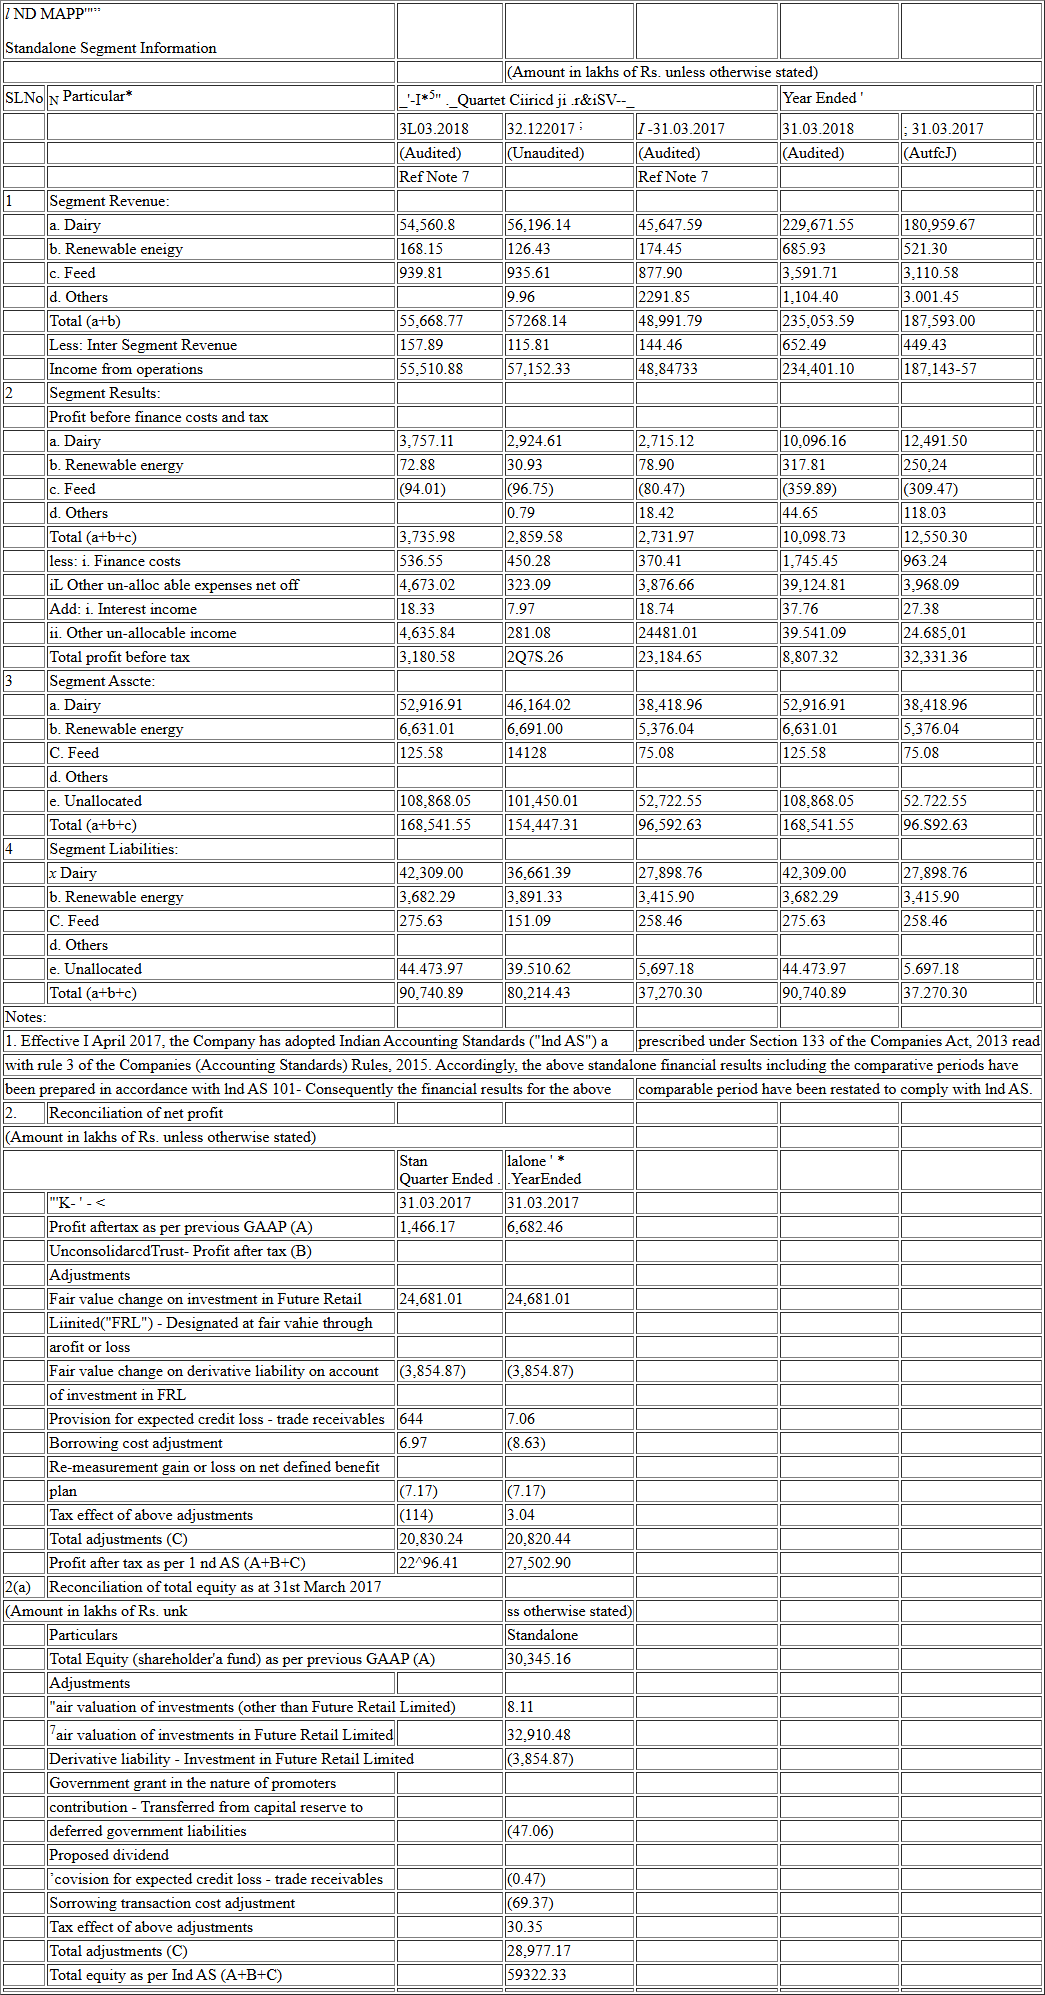 l ND MAPP'"”
Standalone Segment Information
(Amount in lakhs of Rs. unless otherwise stated)
SLNo N Particular* _'-I*5" ._Quartet Ciiricd ji .r&iSV--_ Year Ended '
3L03.2018 32.122017 ; I -31.03.2017 31.03.2018 ; 31.03.2017
(Audited) (Unaudited) (Audited) (Audited) (AutfcJ)
Ref Note 7 Ref Note 7
1 Segment Revenue:
a. Dairy 54,560.8 56,196.14 45,647.59 229,671.55 180,959.67
b. Renewable eneigy 168.15 126.43 174.45 685.93 521.30
c. Feed 939.81 935.61 877.90 3,591.71 3,110.58
d. Others 9.96 2291.85 1,104.40 3.001.45
Total (a+b) 55,668.77 57268.14 48,991.79 235,053.59 187,593.00
Less: Inter Segment Revenue 157.89 115.81 144.46 652.49 449.43
Income from operations 55,510.88 57,152.33 48,84733 234,401.10 187,143-57
2 Segment Results:
Profit before finance costs and tax
a. Dairy 3,757.11 2,924.61 2,715.12 10,096.16 12,491.50
b. Renewable energy 72.88 30.93 78.90 317.81 250,24
c. Feed (94.01) (96.75) (80.47) (359.89) (309.47)
d. Others 0.79 18.42 44.65 118.03
Total (a+b+c) 3,735.98 2,859.58 2,731.97 10,098.73 12,550.30
less: i. Finance costs 536.55 450.28 370.41 1,745.45 963.24
iL Other un-alloc able expenses net off 4,673.02 323.09 3,876.66 39,124.81 3,968.09
Add: i. Interest income 18.33 7.97 18.74 37.76 27.38
ii. Other un-allocable income 4,635.84 281.08 24481.01 39.541.09 24.685,01
Total profit before tax 3,180.58 2Q7S.26 23,184.65 8,807.32 32,331.36
3 Segment Asscte:
a. Dairy 52,916.91 46,164.02 38,418.96 52,916.91 38,418.96
b. Renewable energy 6,631.01 6,691.00 5,376.04 6,631.01 5,376.04
C. Feed 125.58 14128 75.08 125.58 75.08
d. Others
e. Unallocated 108,868.05 101,450.01 52,722.55 108,868.05 52.722.55
Total (a+b+c) 168,541.55 154,447.31 96,592.63 168,541.55 96.S92.63
4 Segment Liabilities:
x Dairy 42,309.00 36,661.39 27,898.76 42,309.00 27,898.76
b. Renewable energy 3,682.29 3,891.33 3,415.90 3,682.29 3,415.90
C. Feed 275.63 151.09 258.46 275.63 258.46
d. Others
e. Unallocated 44.473.97 39.510.62 5,697.18 44.473.97 5.697.18
Total (a+b+c) 90,740.89 80,214.43 37,270.30 90,740.89 37.270.30
Notes:
1. Effective I April 2017, the Company has adopted Indian Accounting Standards ("lnd AS") a prescribed under Section 133 of the Companies Act, 2013 read
with rule 3 of the Companies (Accounting Standards) Rules, 2015. Accordingly, the above standalone financial results including the comparative periods have
been prepared in accordance with lnd AS 101- Consequently the financial results for the above comparable period have been restated to comply with lnd AS.
2. Reconciliation of net profit
(Amount in lakhs of Rs. unless otherwise stated)
Stan lalone ' *
Quarter Ended . .YearEnded
"'K- ' - < 31.03.2017 31.03.2017
Profit aftertax as per previous GAAP (A) 1,466.17 6,682.46
UnconsolidarcdTrust- Profit after tax (B)
Adjustments
Fair value change on investment in Future Retail 24,681.01 24,681.01
Liinited("FRL") - Designated at fair vahie through
arofit or loss
Fair value change on derivative liability on account (3,854.87) (3,854.87)
of investment in FRL
Provision for expected credit loss - trade receivables 644 7.06
Borrowing cost adjustment 6.97 (8.63)
Re-measurement gain or loss on net defined benefit
plan (7.17) (7.17)
Tax effect of above adjustments (114) 3.04
Total adjustments (C) 20,830.24 20,820.44
Profit after tax as per 1 nd AS (A+B+C) 22^96.41 27,502.90
2(a) Reconciliation of total equity as at 31st March 2017
(Amount in lakhs of Rs. unk ss otherwise stated)
Particulars Standalone
Total Equity (shareholder'a fund) as per previous GAAP (A) 30,345.16
Adjustments
"air valuation of investments (other than Future Retail Limited) 8.11
7air valuation of investments in Future Retail Limited 32,910.48
Derivative liability - Investment in Future Retail Limited (3,854.87)
Government grant in the nature of promoters
contribution - Transferred from capital reserve to
deferred government liabilities (47.06)
Proposed dividend
’covision for expected credit loss - trade receivables (0.47)
Sorrowing transaction cost adjustment (69.37)
Tax effect of above adjustments 30.35
Total adjustments (C) 28,977.17
Total equity as per Ind AS (A+B+C) 59322.33